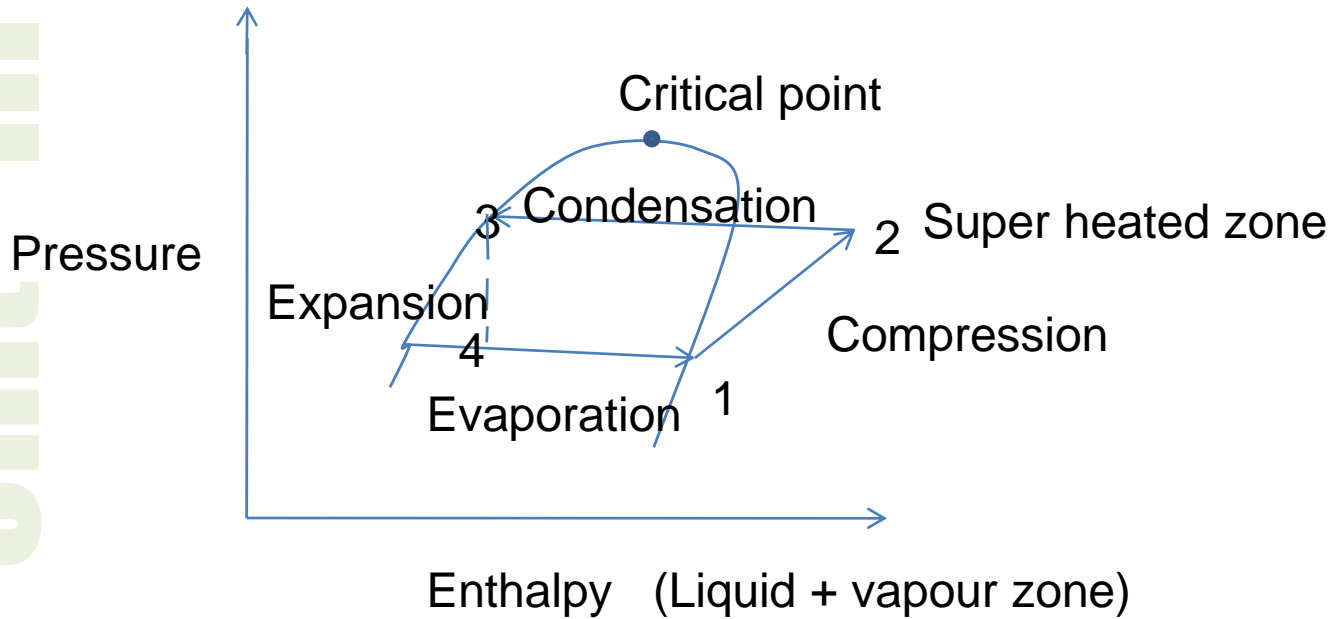 Critical point
3 Condensation
2 Super heated zone
Pressure
Expansion
4
Compression
Evaporation 1
Enthalpy (Liquid + vapour zone)